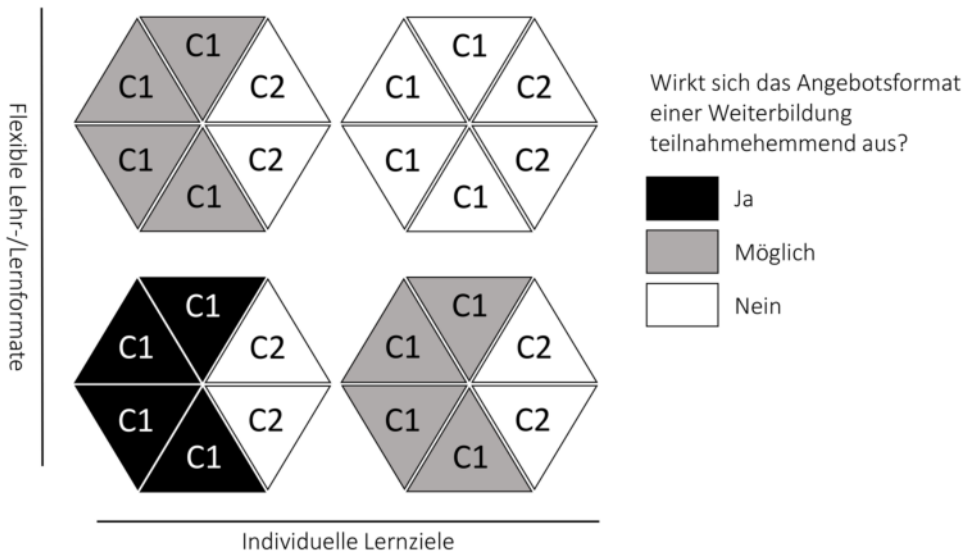 Flexible Lehr-/Lernformate
C1
C1 C2
C1 C2
C1
C1
C1 C2
C1 C2
C1
C1
C1 C2
C1 C2
C1
C1
C1 C2
C1 C2
C1
Individuelle Lernziele
Wirkt sich das Angebotsformat
einer Weiterbildung
teilnahmehemmend aus?
Ja
Möglich
Nein